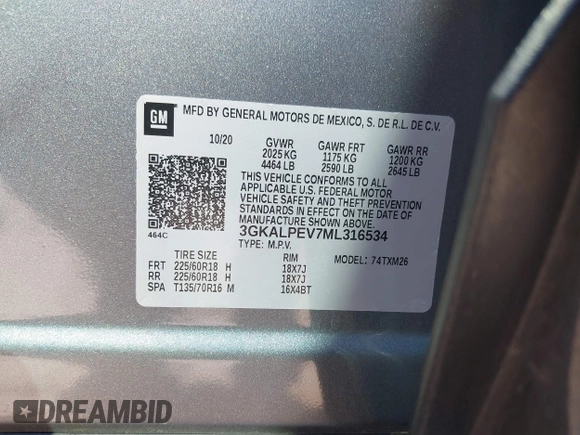 GM
MFD BY GENERAL MOTORS DE MEXICO, S. DE R.L. DE C.V.
10/20 GVWR GAWR FRT GAWR RR
2025 KG 1175 KG 1200 KG
4464 LB 2590 LB 2645 LB
THIS VEHICLE CONFORMS TO ALL
APPLICABLE U.S. FEDERAL MOTOR
VEHICLE SAFETY AND THEFT PREVENTION
STANDARDS IN EFFECT ON THE DATE OF
MANUFACTURE SHOWN ABOVE.
464C 3GKALPEV7ML316534
TYPE: M.P.V. MODEL: 74TXM26
TIRE SIZE RIM
FRT 225/60R18 H 18X7J
RR 225/60R18 H 18X7J
SPA T135/70R16 M 16X4BT
DREAMBID